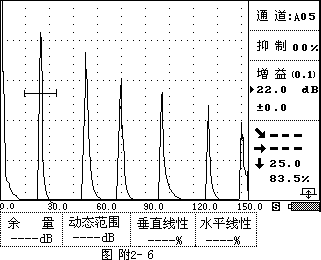 通道:A05
抑制 00%
增益(0.1)
22.0 dB
±0.0
➘---
➔---
⬇ 25.0
83.5%
0.0 30.0 60.0 90.0 120.0 150.0 S
余 量 动态范围 垂直线性 水平线性
----dB ----dB ----% ----%
图 附2-6